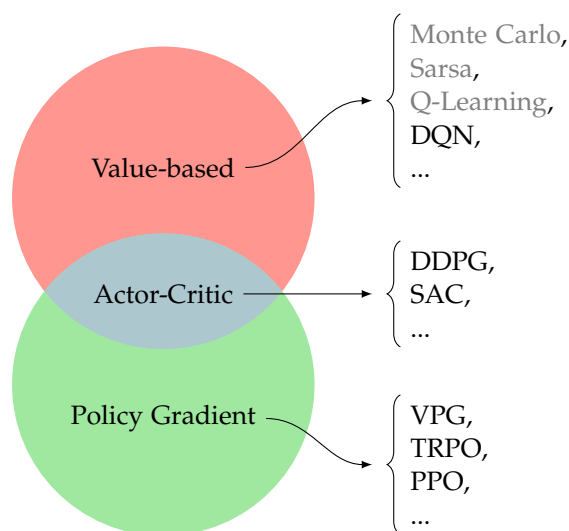 Monte Carlo,
Sarsa,
Q-Learning,
DQN,
...
Value-based
DDPG,
SAC,
...
Actor-Critic
VPG,
TRPO,
PPO,
...
Policy Gradient